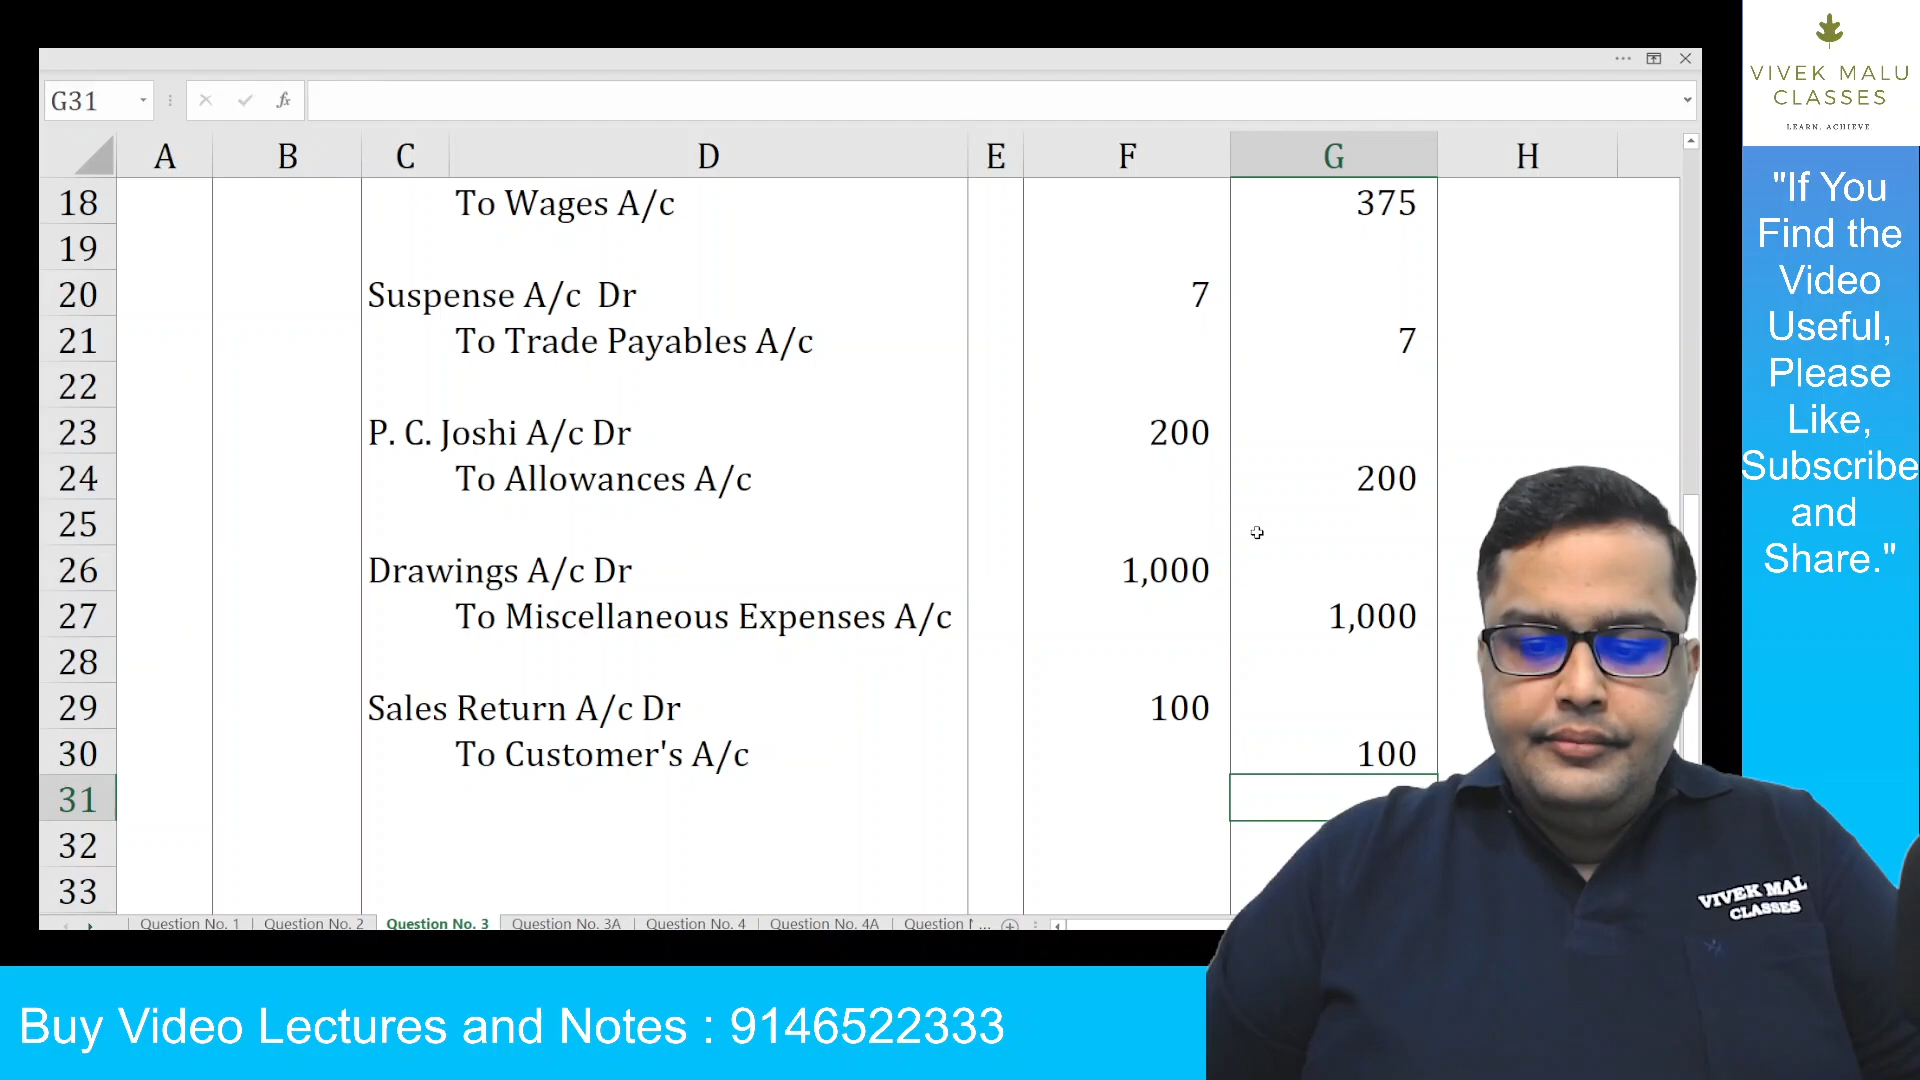 G31
fx
A B C D E F G H
18 To Wages A/c 375
19
20 Suspense A/c Dr 7
21 To Trade Payables A/c 7
22
23 P. C. Joshi A/c Dr 200
24 To Allowances A/c 200
25
26 Drawings A/c Dr 1,000
27 To Miscellaneous Expenses A/c 1,000
28
29 Sales Return A/c Dr 100
30 To Customer's A/c 100
31
32
33
Question No. 1 Question No. 2 Question No. 3 Question No. 3A Question No. 4 Question No. 4A Question N ...
VIVEK MALU
CLASSES
LEARN. ACHIEVE.
"If You
Find the
Video
Useful,
Please
Like,
Subscribe
and
Share."
VIVEK MAL
CLASSES
Buy Video Lectures and Notes : 9146522333